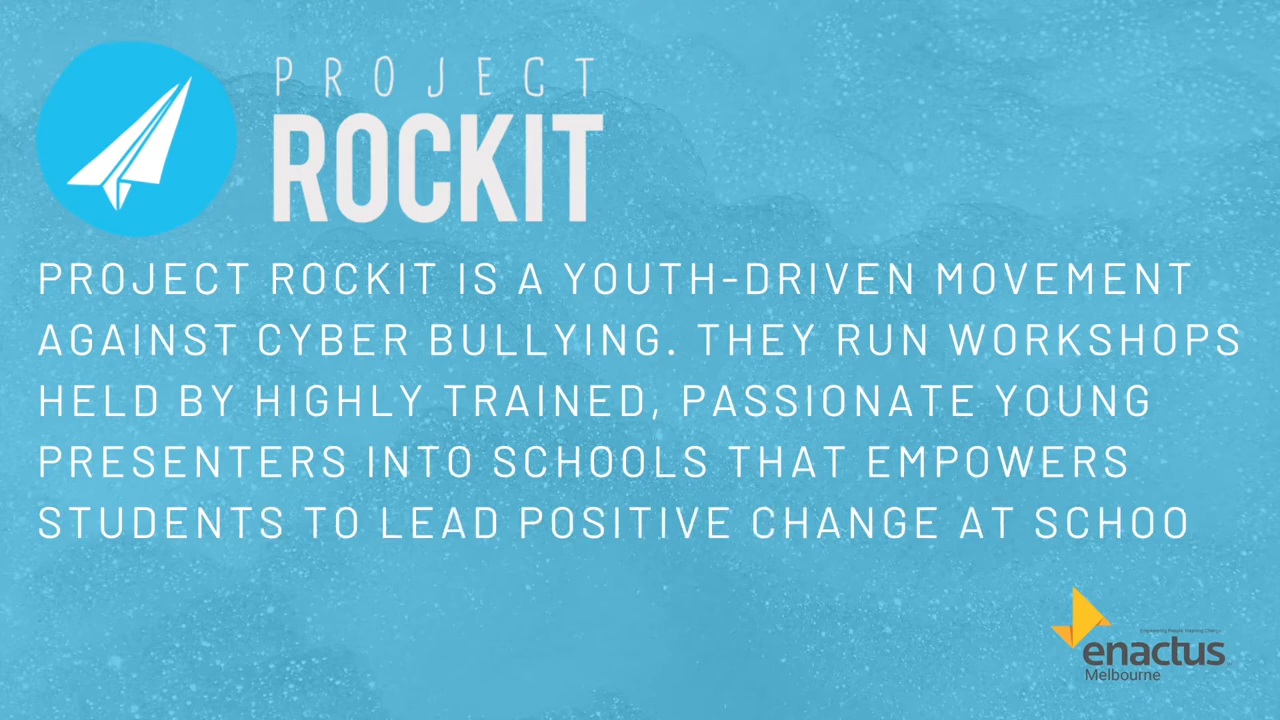 PROJECT
ROCKIT
PROJECT ROCKIT IS A YOUTH-DRIVEN MOVEMENT
AGAINST CYBER BULLYING. THEY RUN WORKSHOPS
HELD BY HIGHLY TRAINED, PASSIONATE YOUNG
PRESENTERS INTO SCHOOLS THAT EMPOWERS
STUDENTS TO LEAD POSITIVE CHANGE AT SCHOO
enactus
Melbourne